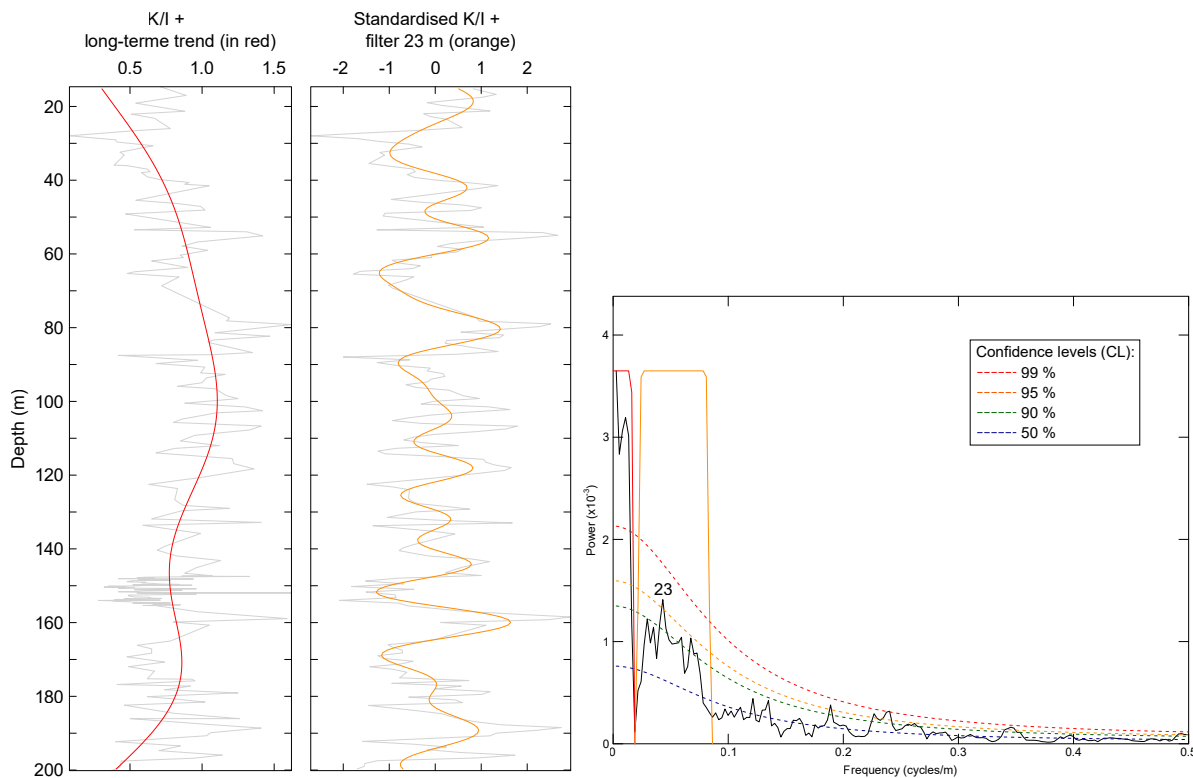 K/I +
long-terme trend (in red)
0.5 1.0 1.5
Standardised K/I +
filter 23 m (orange)
-2 -1 0 1 2
Depth (m)
20
40
60
80
100
120
140
160
180
200
Power (x10⁻³)
4
3
2
1
0
23
Confidence levels (CL):
99 %
95 %
90 %
50 %
0 0.1 0.2 0.3 0.4 0.5
Frequency (cycles/m)